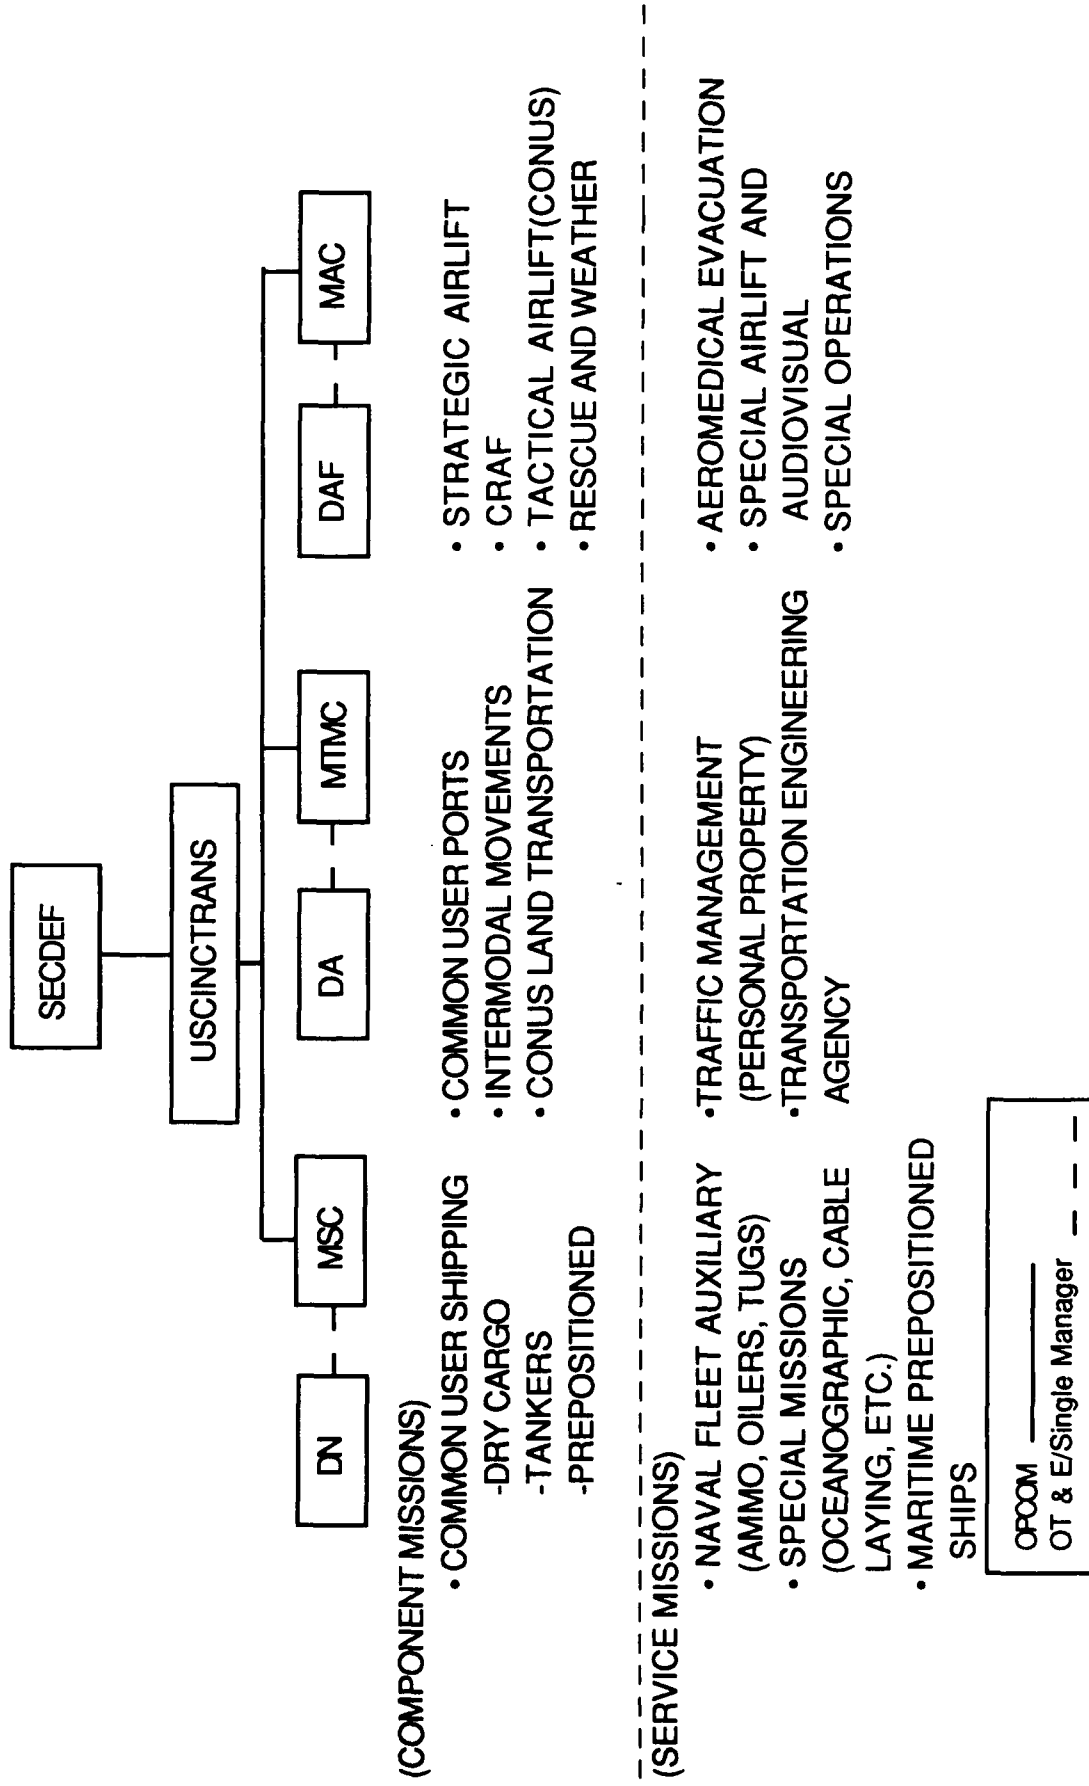 SECDEF
USCINCTRANS
DN
MSC
DA
MTMC
DAF
MAC
(COMPONENT MISSIONS)
• COMMON USER SHIPPING
-DRY CARGO
-TANKERS
-PREPOSITIONED
• COMMON USER PORTS
• INTERMODAL MOVEMENTS
• CONUS LAND TRANSPORTATION
• STRATEGIC AIRLIFT
• CRAF
• TACTICAL AIRLIFT(CONUS)
• RESCUE AND WEATHER
(SERVICE MISSIONS)
• NAVAL FLEET AUXILIARY
(AMMO, OILERS, TUGS)
• SPECIAL MISSIONS
(OCEANOGRAPHIC, CABLE
LAYING, ETC.)
• MARITIME PREPOSITIONED
SHIPS
•TRAFFIC MANAGEMENT
(PERSONAL PROPERTY)
•TRANSPORTATION ENGINEERING
AGENCY
• AEROMEDICAL EVACUATION
• SPECIAL AIRLIFT AND
AUDIOVISUAL
• SPECIAL OPERATIONS
OPCOM
OT & E/Single Manager